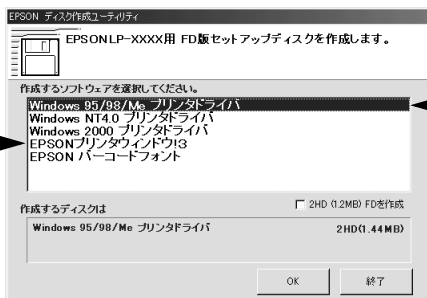 EPSON ディスク作成ユーティリティ
EPSON LP-XXXX用 FD版セットアップディスクを作成します。
作成するソフトウェアを選択してください。
Windows 95/98/Me プリンタドライバ
Windows NT4.0 プリンタドライバ
Windows 2000 プリンタドライバ
EPSONプリンタウィンドウ!3
EPSON バーコードフォント
作成するディスクは
2HD (1.2MB) FDを作成
Windows 95/98/Me プリンタドライバ 2HD(1.44MB)
OK 終了